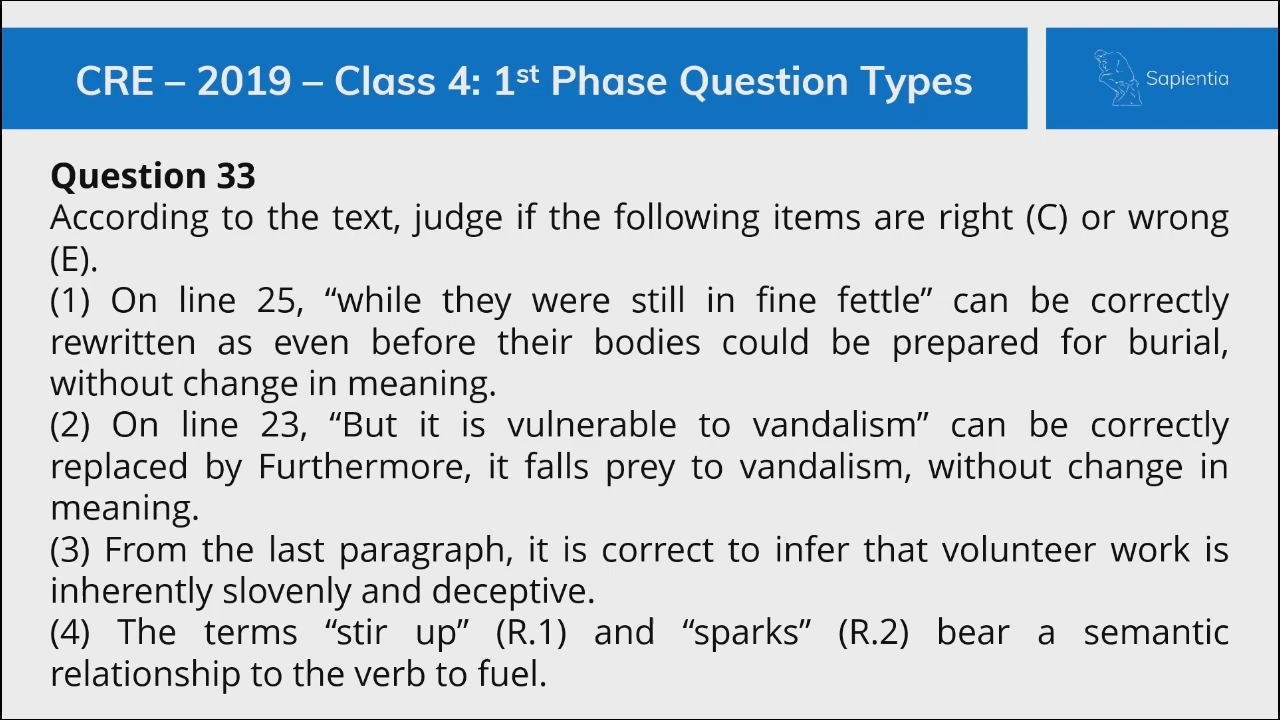 CRE – 2019 – Class 4: 1st Phase Question Types
Sapientia
Question 33
According to the text, judge if the following items are right (C) or wrong
(E).
(1) On line 25, “while they were still in fine fettle” can be correctly
rewritten as even before their bodies could be prepared for burial,
without change in meaning.
(2) On line 23, “But it is vulnerable to vandalism” can be correctly
replaced by Furthermore, it falls prey to vandalism, without change in
meaning.
(3) From the last paragraph, it is correct to infer that volunteer work is
inherently slovenly and deceptive.
(4) The terms “stir up” (R.1) and “sparks” (R.2) bear a semantic
relationship to the verb to fuel.